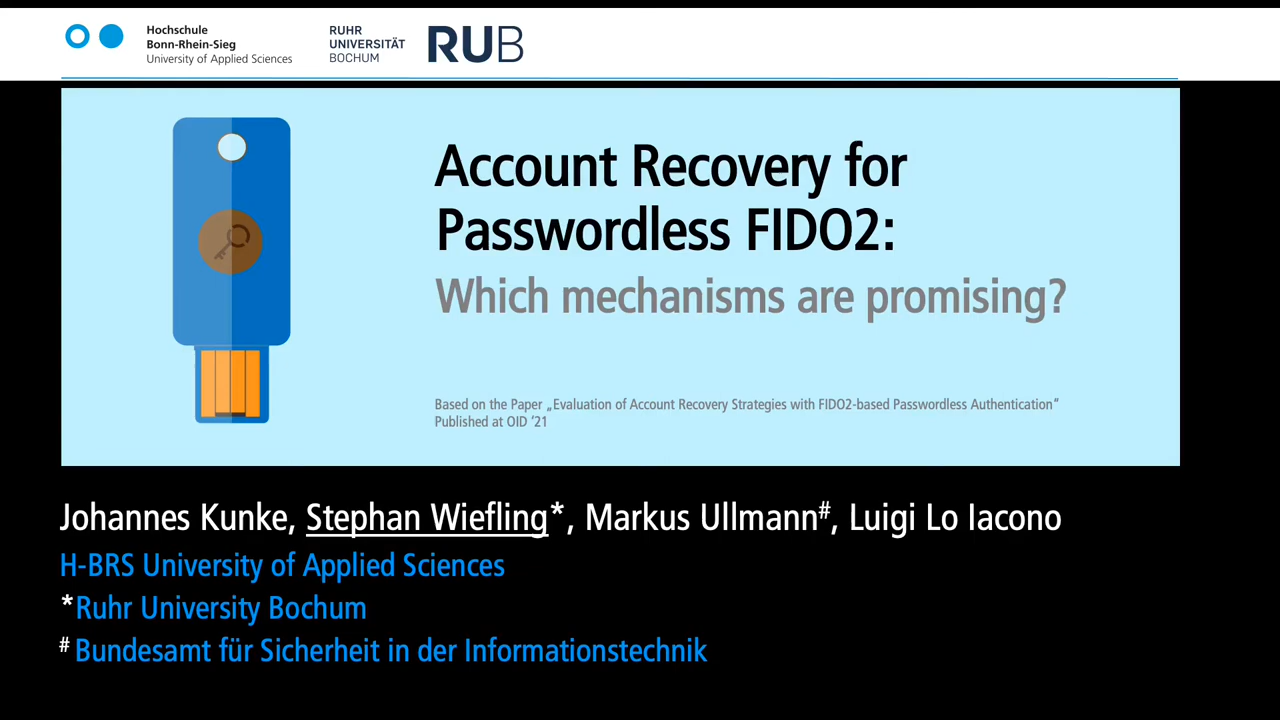 Hochschule
Bonn-Rhein-Sieg
University of Applied Sciences
RUHR
UNIVERSITÄT
BOCHUM
RUB
Account Recovery for
Passwordless FIDO2:
Which mechanisms are promising?
Based on the Paper „Evaluation of Account Recovery Strategies with FIDO2-based Passwordless Authentication“
Published at OID ’21
Johannes Kunke, Stephan Wiefling*, Markus Ullmann#, Luigi Lo Iacono
H-BRS University of Applied Sciences
*Ruhr University Bochum
# Bundesamt für Sicherheit in der Informationstechnik